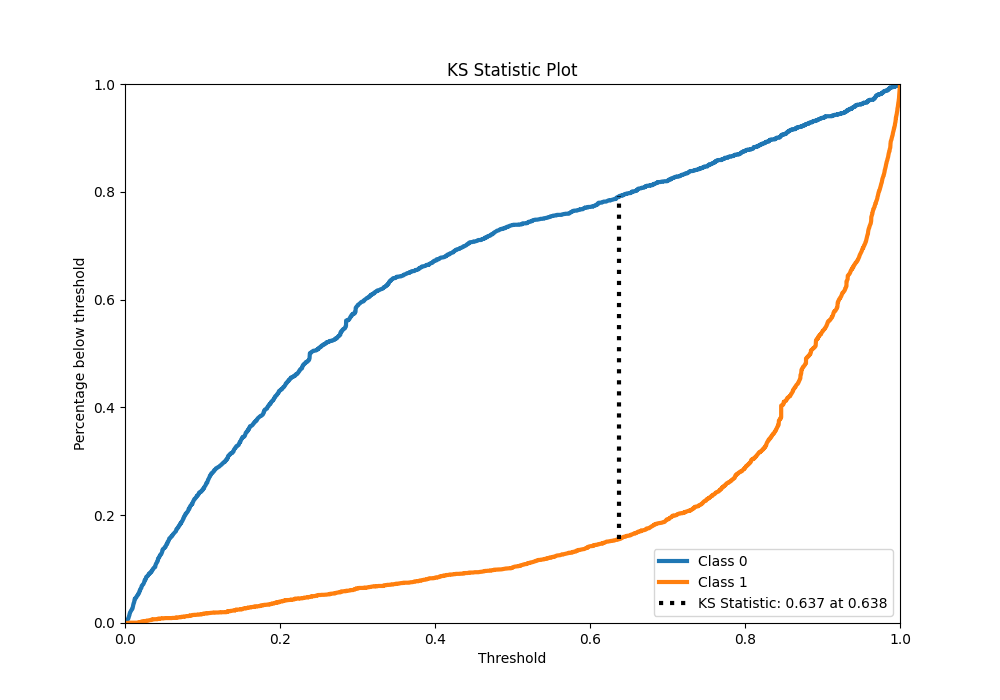 KS Statistic Plot
1.0
0.8
0.6
0.4
0.2
0.0
Percentage below threshold
0.0 0.2 0.4 0.6 0.8 1.0
Threshold
Class 0
Class 1
KS Statistic: 0.637 at 0.638